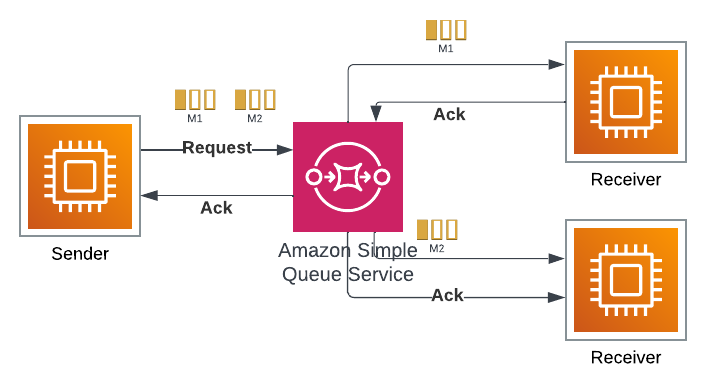 M1
M1
M2
Ack
Request
Receiver
Ack
M2
Sender
Amazon Simple
Queue Service
Ack
Receiver